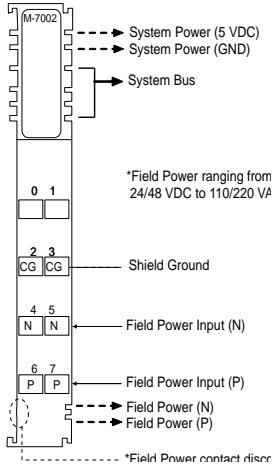 M-7002
System Power (5 VDC)
System Power (GND)
System Bus
*Field Power ranging from
24/48 VDC to 110/220 VA
0 1
2 3
CG CG
Shield Ground
4 5
N N
Field Power Input (N)
6 7
P P
Field Power Input (P)
Field Power (N)
Field Power (P)
*Field Power contact disco